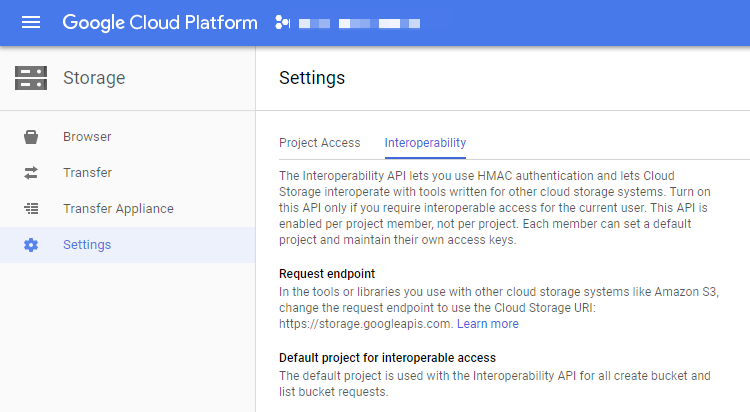 Google Cloud Platform
Storage
Settings
Browser
Transfer
Transfer Appliance
Settings
Project Access
Interoperability
The Interoperability API lets you use HMAC authentication and lets Cloud
Storage interoperate with tools written for other cloud storage systems. Turn on
this API only if you require interoperable access for the current user. This API is
enabled per project member, not per project. Each member can set a default
project and maintain their own access keys.
Request endpoint
In the tools or libraries you use with other cloud storage systems like Amazon S3,
change the request endpoint to use the Cloud Storage URI:
https://storage.googleapis.com. Learn more
Default project for interoperable access
The default project is used with the Interoperability API for all create bucket and
list bucket requests.